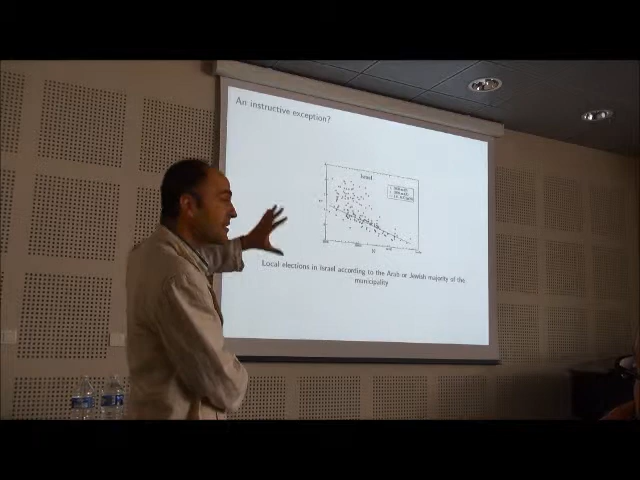 An instructive exception?
Israel
Local elections in Israel according to the Arab or Jewish majority of the
municipality